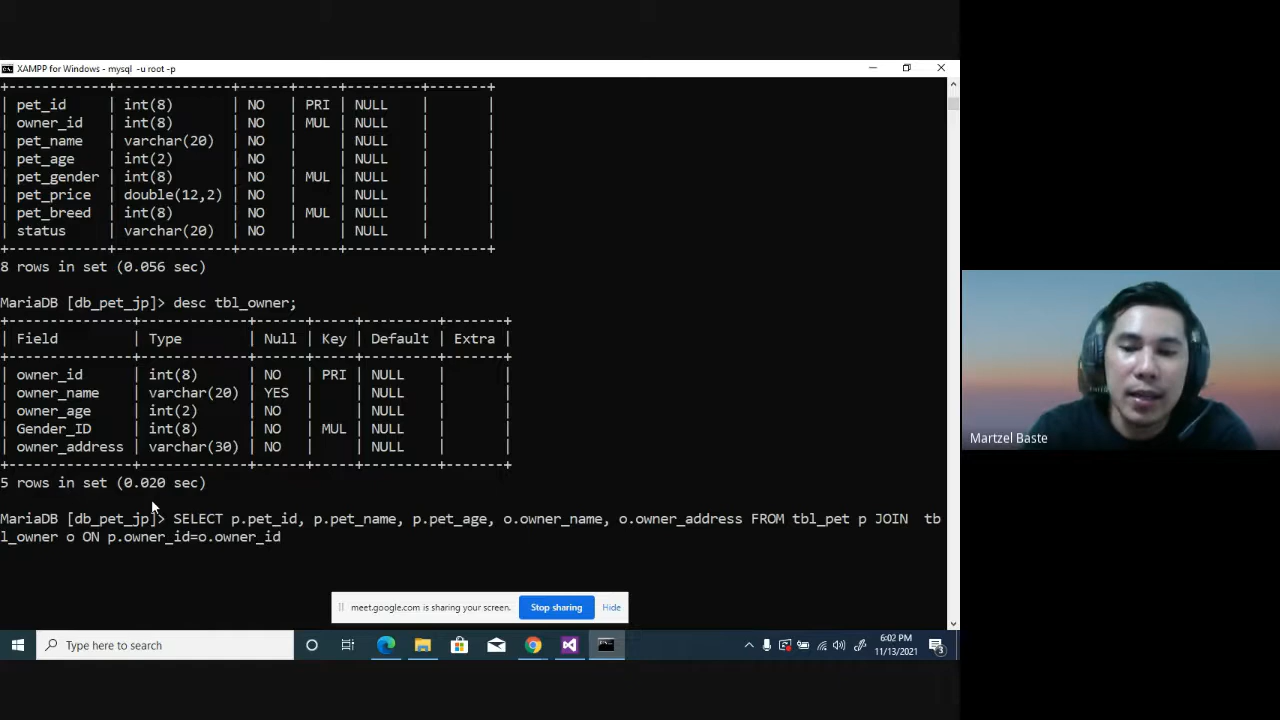 XAMPP for Windows - mysql -u root -p
+-------------+--------------+------+-----+---------+-------+
| pet_id | int(8) | NO | PRI | NULL | |
| owner_id | int(8) | NO | MUL | NULL | |
| pet_name | varchar(20) | NO | | NULL | |
| pet_age | int(2) | NO | | NULL | |
| pet_gender | int(8) | NO | MUL | NULL | |
| pet_price | double(12,2) | NO | | NULL | |
| pet_breed | int(8) | NO | MUL | NULL | |
| status | varchar(20) | NO | | NULL | |
+-------------+--------------+------+-----+---------+-------+
8 rows in set (0.056 sec)
MariaDB [db_pet_jp]> desc tbl_owner;
+---------------+-------------+------+-----+---------+-------+
| Field | Type | Null | Key | Default | Extra |
+---------------+-------------+------+-----+---------+-------+
| owner_id | int(8) | NO | PRI | NULL | |
| owner_name | varchar(20) | YES | | NULL | |
| owner_age | int(2) | NO | | NULL | |
| Gender_ID | int(8) | NO | MUL | NULL | |
| owner_address | varchar(30) | NO | | NULL | |
+---------------+-------------+------+-----+---------+-------+
5 rows in set (0.020 sec)
MariaDB [db_pet_jp]> SELECT p.pet_id, p.pet_name, p.pet_age, o.owner_name, o.owner_address FROM tbl_pet p JOIN tb
l_owner o ON p.owner_id=o.owner_id
meet.google.com is sharing your screen.
Stop sharing
Hide
Martzel Baste
Type here to search
6:02 PM
11/13/2021
3